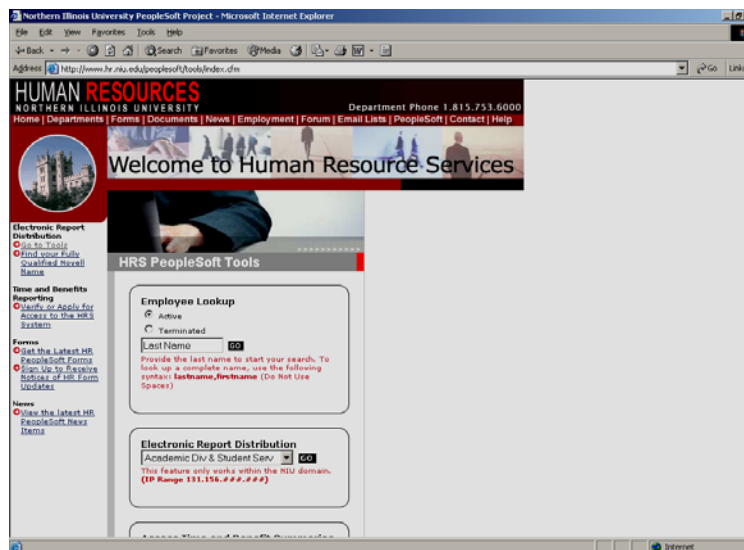 Northern Illinois University PeopleSoft Project - Microsoft Internet Explorer
File Edit View Favorites Tools Help
Back Search Favorites Media
Address http://www.hr.niu.edu/peoplesoft/tools/index.cfm Go Links
HUMAN RESOURCES
NORTHERN ILLINOIS UNIVERSITY
Department Phone 1.815.753.6000
Home | Departments | Forms | Documents | News | Employment | Forum | Email Lists | PeopleSoft | Contact | Help
Welcome to Human Resource Services
Electronic Report
Distribution
Go to Tools
Find your Fully
Qualified Novell
Name
Time and Benefits
Reporting
Verify or Apply for
Access to the HRS
System
Forms
Get the Latest HR
PeopleSoft Forms
Sign Up to Receive
Notices of HR Form
Updates
News
View the latest HR
PeopleSoft News
Items
HRS PeopleSoft Tools
Employee Lookup
Active
Terminated
Last Name GO
Provide the last name to start your search. To
look up a complete name, use the following
syntax: lastname,firstname (Do Not Use
Spaces)
Electronic Report Distribution
Academic Div & Student Serv GO
This feature only works within the NIU domain.
(IP Range 131.156.###.###)
Access Time and Benefit Summaries
Internet